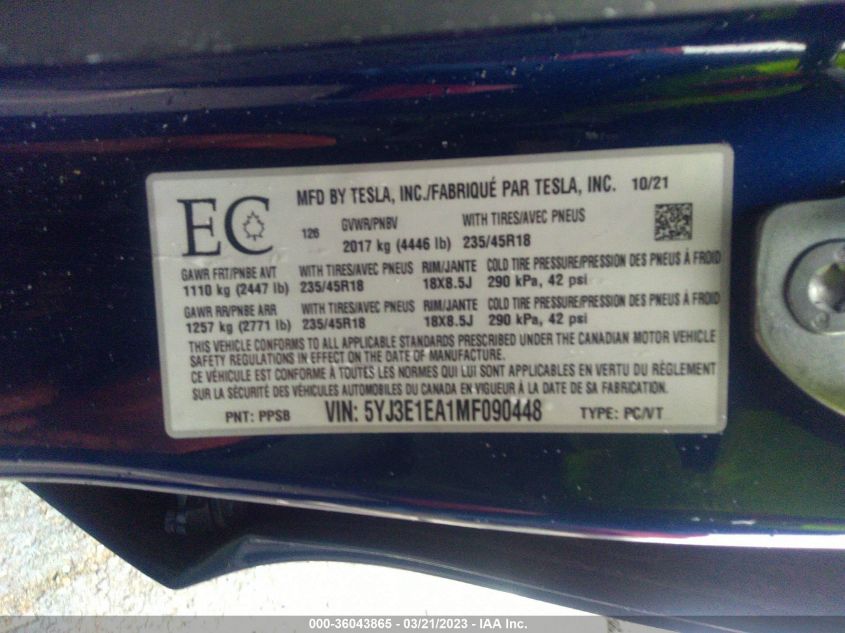 EC
MFD BY TESLA, INC./FABRIQUÉ PAR TESLA, INC. 10/21
126 GVWR/PNBV WITH TIRES/AVEC PNEUS
2017 kg (4446 lb) 235/45R18
GAWR FRT/PNBE AVT WITH TIRES/AVEC PNEUS RIM/JANTE COLD TIRE PRESSURE/PRESSION DES PNEUS À FROID
1110 kg (2447 lb) 235/45R18 18X8.5J 290 kPa, 42 psi
GAWR RR/PNBE ARR WITH TIRES/AVEC PNEUS RIM/JANTE COLD TIRE PRESSURE/PRESSION DES PNEUS À FROID
1257 kg (2771 lb) 235/45R18 18X8.5J 290 kPa, 42 psi
THIS VEHICLE CONFORMS TO ALL APPLICABLE STANDARDS PRESCRIBED UNDER THE CANADIAN MOTOR VEHICLE
SAFETY REGULATIONS IN EFFECT ON THE DATE OF MANUFACTURE.
CE VÉHICULE EST CONFORME À TOUTES LES NORMES QUI LUI SONT APPLICABLES EN VERTU DU RÈGLEMENT
SUR LA SÉCURITÉ DES VÉHICULES AUTOMOBILES DU CANADA EN VIGUEUR À LA DATE DE SA FABRICATION.
PNT: PPSB VIN: 5YJ3E1EA1MF090448 TYPE: PC/VT
000-36043865 - 03/21/2023 - © IAA Inc.